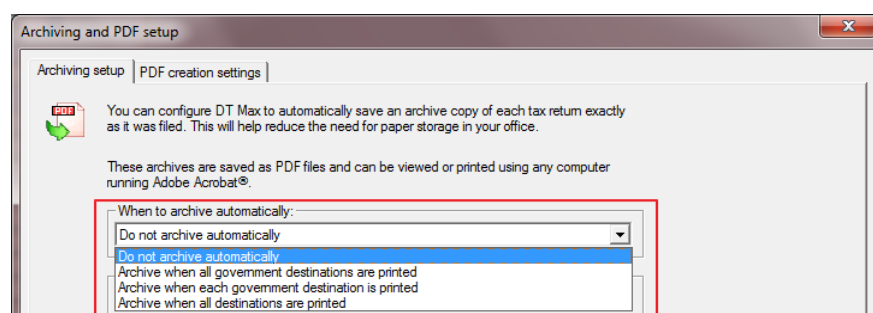 Archiving and PDF setup
X
Archiving setup
PDF creation settings
PDF
You can configure DT Max to automatically save an archive copy of each tax return exactly
as it was filed. This will help reduce the need for paper storage in your office.
These archives are saved as PDF files and can be viewed or printed using any computer
running Adobe Acrobat®.
When to archive automatically:
Do not archive automatically
Do not archive automatically
Archive when all government destinations are printed
Archive when each government destination is printed
Archive when all destinations are printed